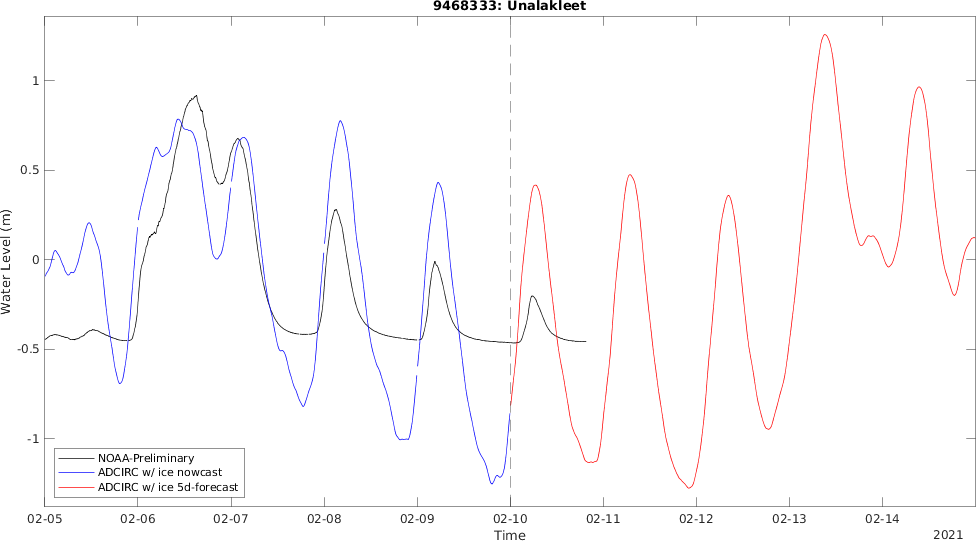 9468333: Unalakleet
Water Level (m)
1
0.5
0
-0.5
-1
NOAA-Preliminary
ADCIRC w/ ice nowcast
ADCIRC w/ ice 5d-forecast
02-05 02-06 02-07 02-08 02-09 02-10 02-11 02-12 02-13 02-14
Time
2021